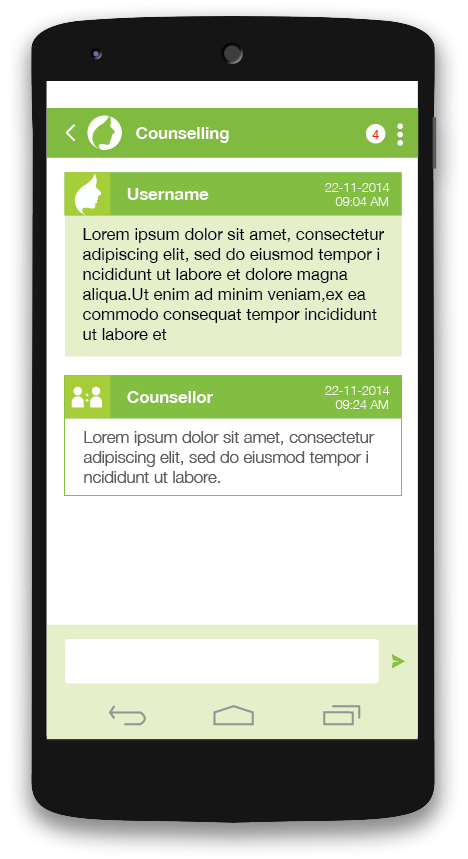 Counselling
4
Username
22-11-2014
09:04 AM
Lorem ipsum dolor sit amet, consectetur
adipiscing elit, sed do eiusmod tempor i
ncididunt ut labore et dolore magna
aliqua.Ut enim ad minim veniam,ex ea
commodo consequat tempor incididunt
ut labore et
Counsellor
22-11-2014
09:24 AM
Lorem ipsum dolor sit amet, consectetur
adipiscing elit, sed do eiusmod tempor i
ncididunt ut labore.